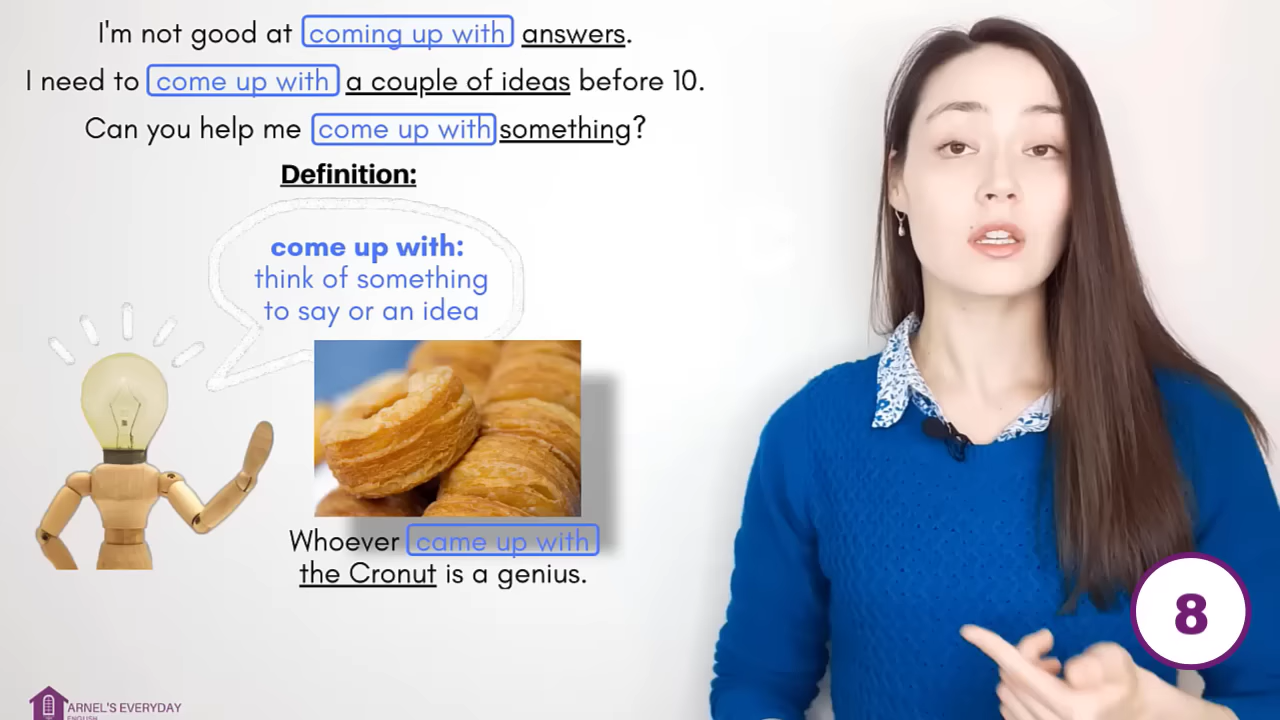 I'm not good at coming up with answers.
I need to come up with a couple of ideas before 10.
Can you help me come up with something?
Definition:
come up with:
think of something
to say or an idea
Whoever came up with
the Cronut is a genius.
8
ARNEL'S EVERYDAY
ENGLISH